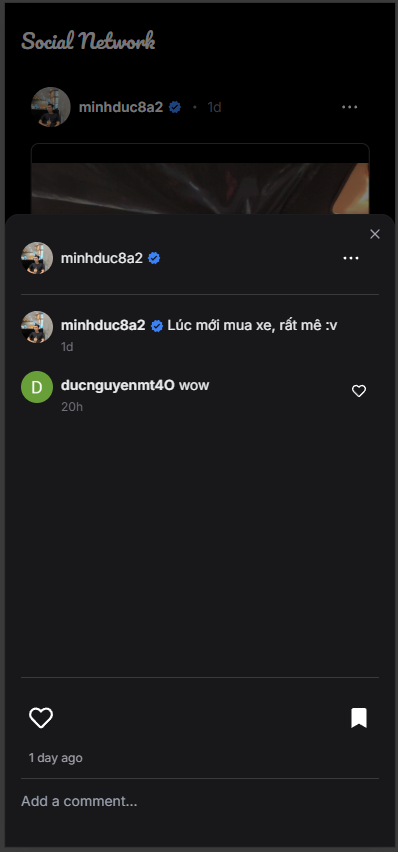 Social Network
minhduc8a2 • 1d
minhduc8a2
minhduc8a2 Lúc mới mua xe, rất mê :v
1d
D
ducnguyenmt4O wow
20h
1 day ago
Add a comment...